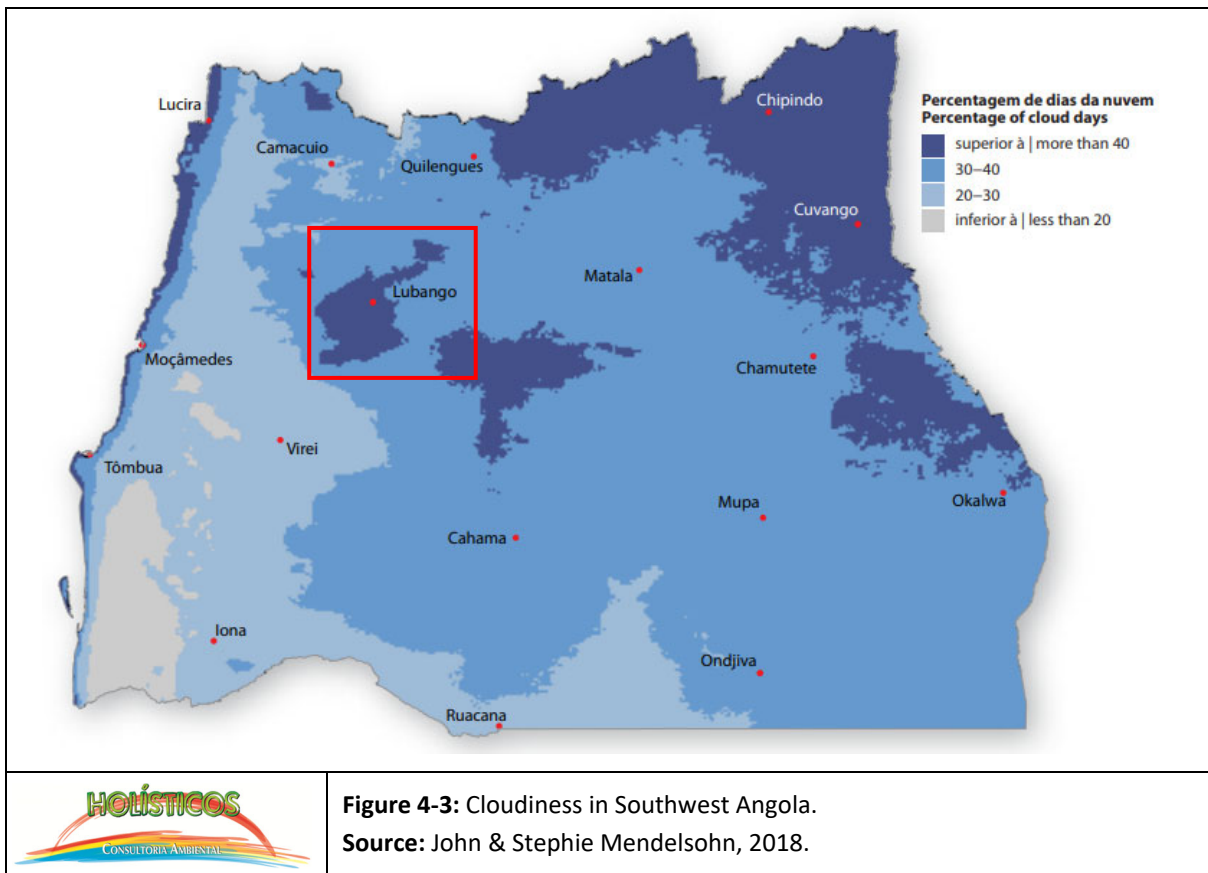 Lucira
Chipindo
Camacuio
Quilengues
Cuvango
Lubango
Matala
Moçâmedes
Chamutete
Virei
Tômbua
Okalwa
Mupa
Cahama
Iona
Ondjiva
Ruacana
Percentagem de dias da nuvem
Percentage of cloud days
superior à | more than 40
30–40
20–30
inferior à | less than 20
HOLÍSTICOS
CONSULTORIA AMBIENTAL
Figure 4-3: Cloudiness in Southwest Angola.
Source: John & Stephie Mendelsohn, 2018.